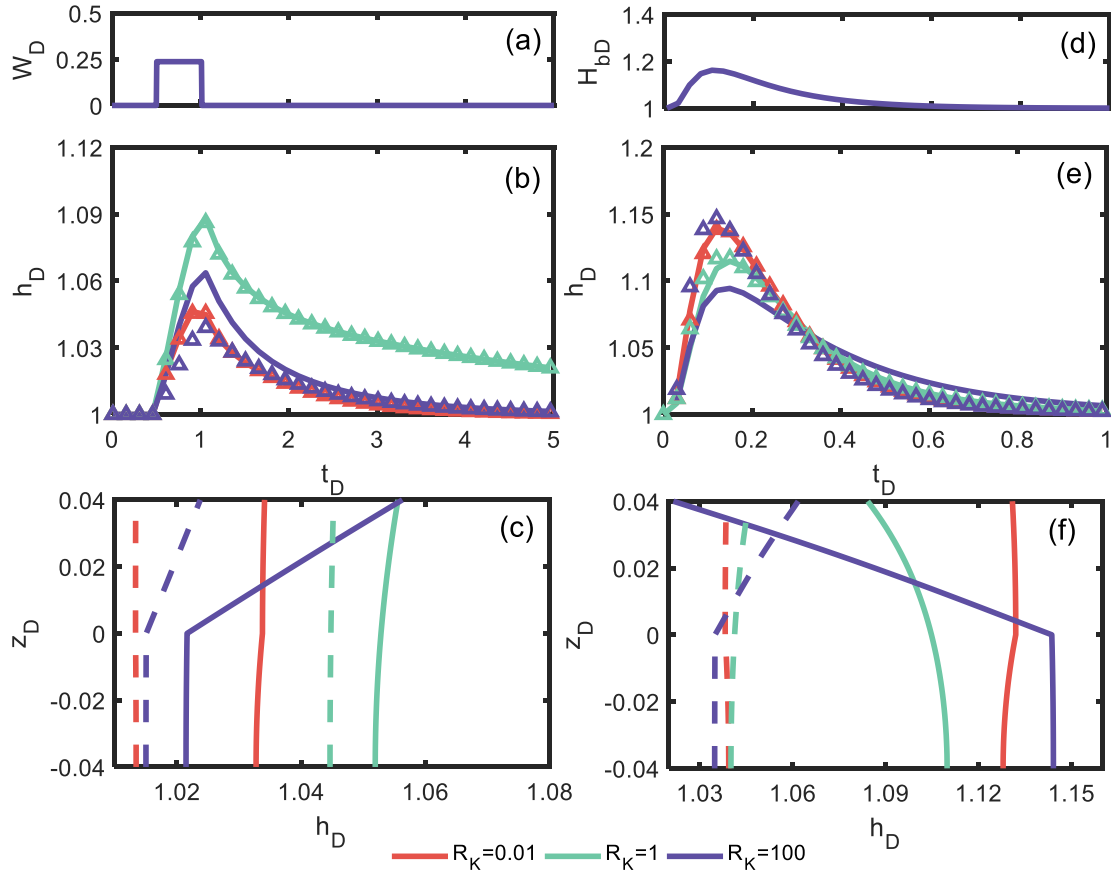 (a)
W_D
0.5
0.25
0
(d)
H_bD
1.4
1.2
1
(b)
h_D
1.12
1.09
1.06
1.03
1
0 1 2 3 4 5
t_D
(e)
h_D
1.2
1.15
1.10
1.05
1
0 0.2 0.4 0.6 0.8 1
t_D
(c)
z_D
0.04
0.02
0
-0.02
-0.04
1.02 1.04 1.06 1.08
h_D
(f)
z_D
0.04
0.02
0
-0.02
-0.04
1.03 1.06 1.09 1.12 1.15
h_D
R_K=0.01 R_K=1 R_K=100